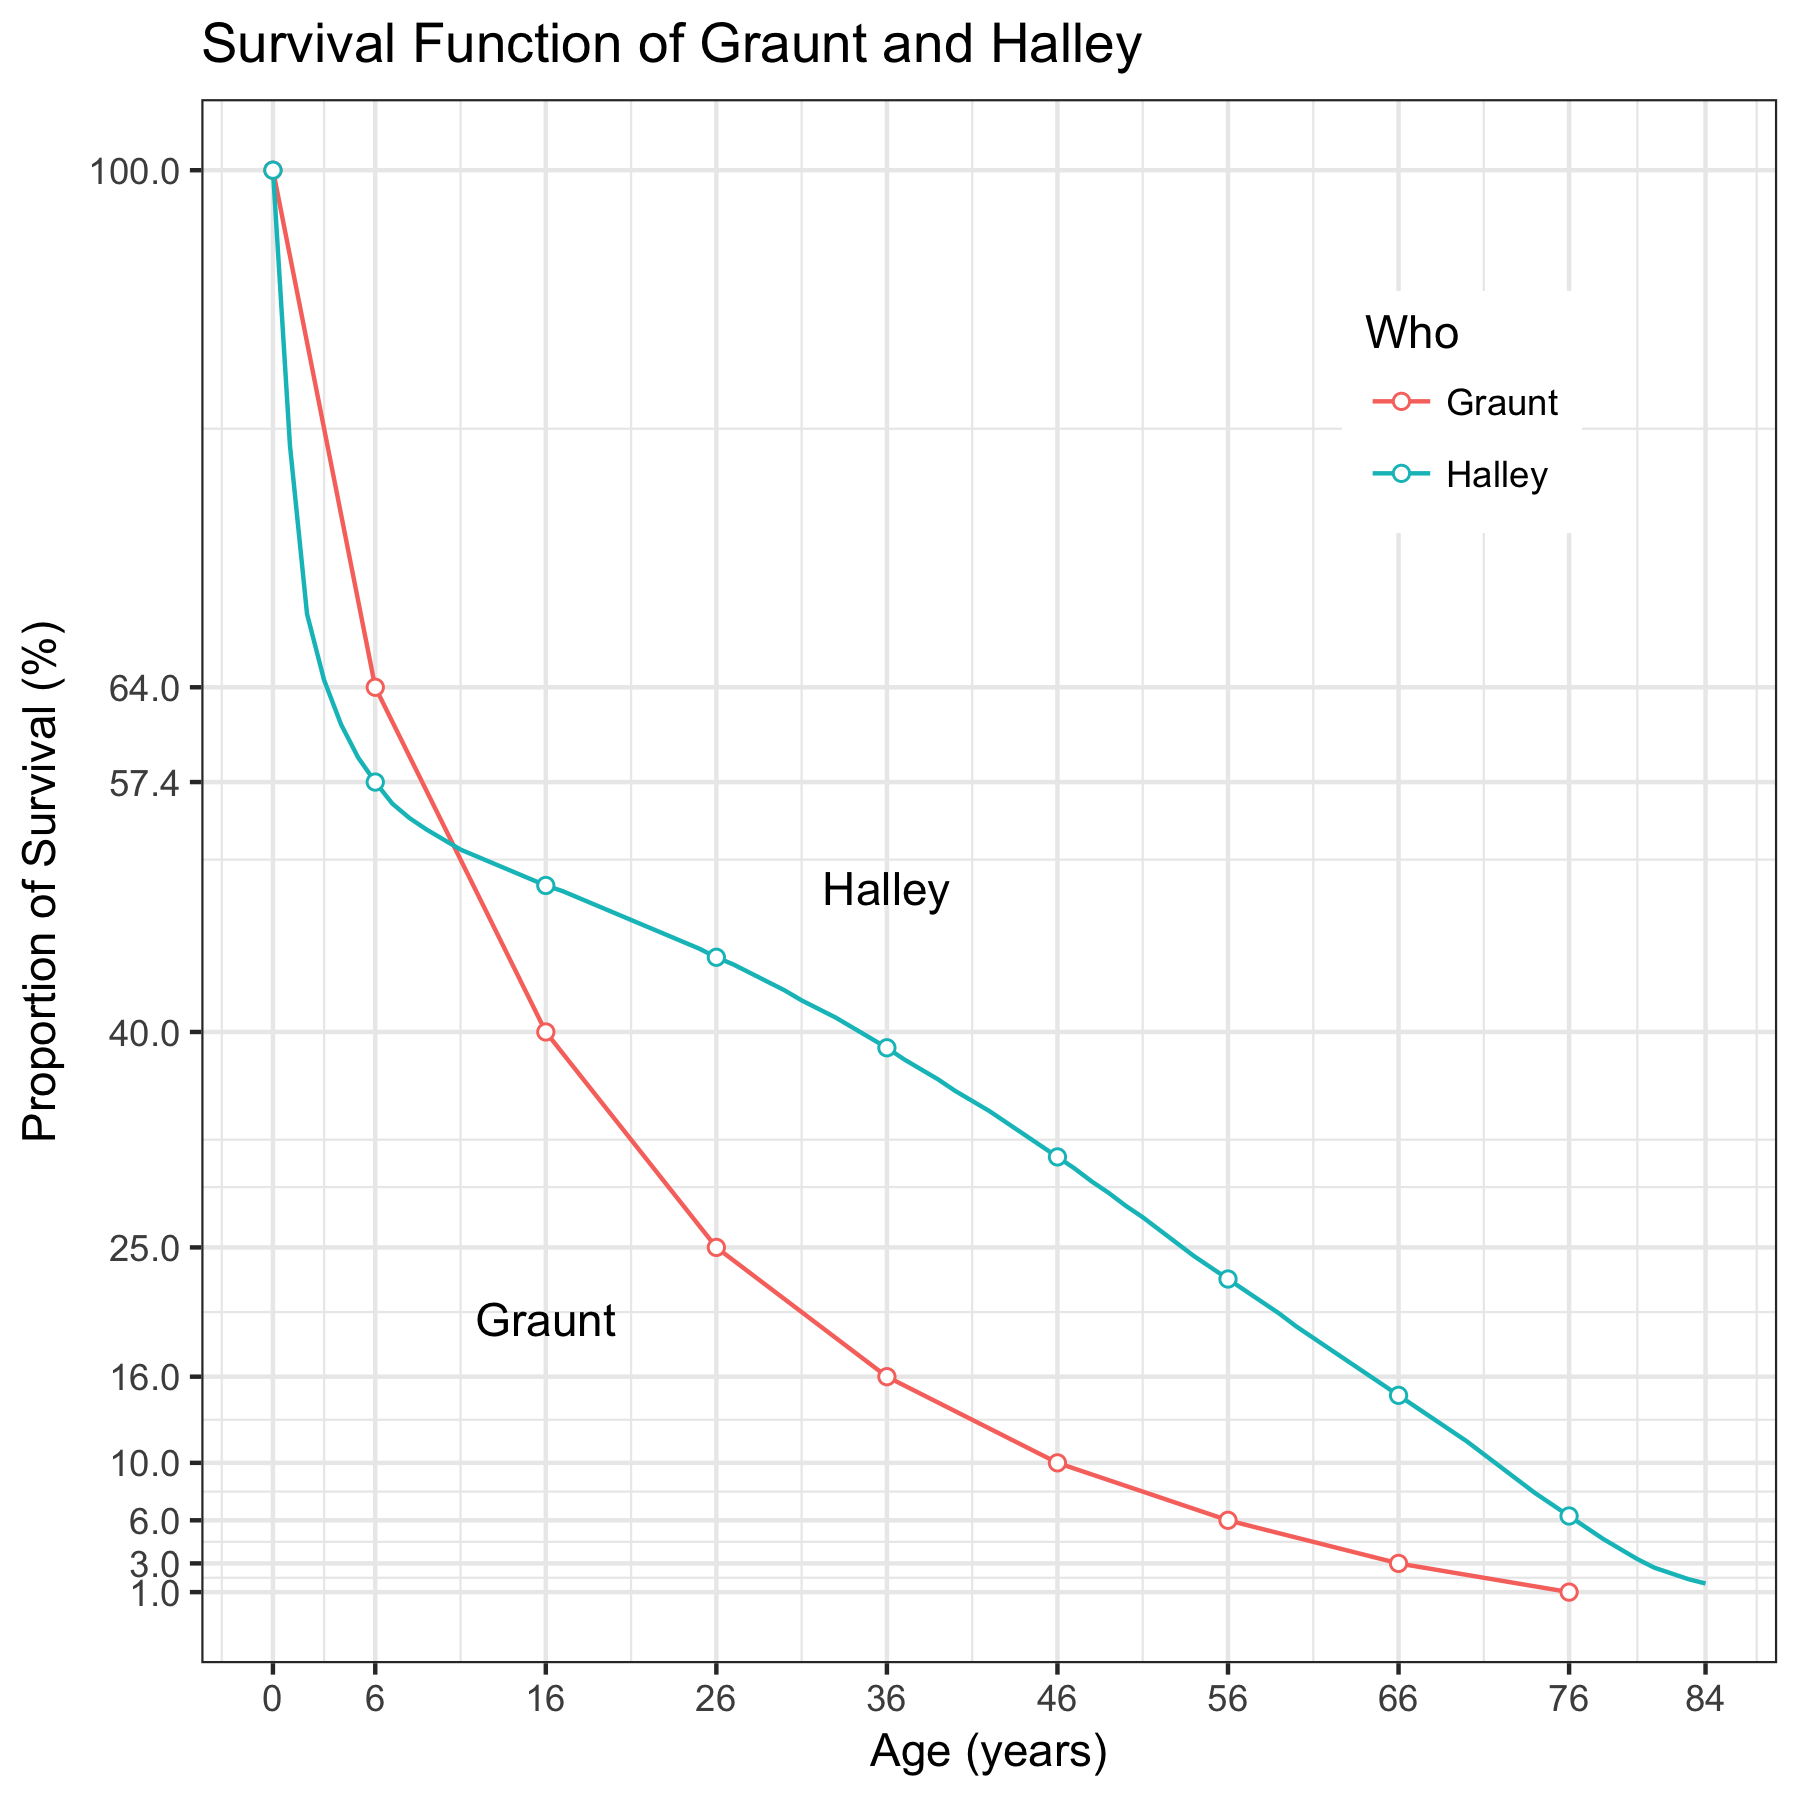 Survival Function of Graunt and Halley
100.0
64.0
57.4
40.0
25.0
16.0
10.0
6.0
3.0
1.0
Proportion of Survival (%)
Who
Graunt
Halley
Halley
Graunt
0 6 16 26 36 46 56 66 76 84
Age (years)